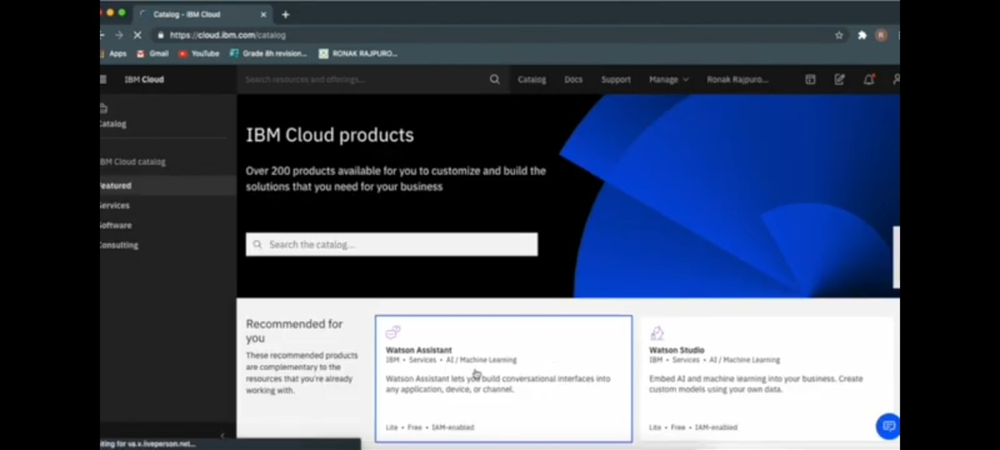 Catalog - IBM Cloud
https://cloud.ibm.com/catalog
R
Apps Gmail YouTube Grade 8h revision... RONAK RAJPURO...
IBM Cloud Search resources and offerings... Catalog Docs Support Manage Ronak Rajpuro...
Catalog
IBM Cloud catalog
Featured
Services
Software
Consulting
IBM Cloud products
Over 200 products available for you to customize and build the
solutions that you need for your business
Search the catalog...
Recommended for
you
These recommended products
are complementary to the
resources that you're already
working with.
Watson Assistant
IBM • Services • AI / Machine Learning
Watson Assistant lets you build conversational interfaces into
any application, device, or channel.
Lite • Free • IAM-enabled
Watson Studio
IBM • Services • AI / Machine Learning
Embed AI and machine learning into your business. Create
custom models using your own data.
Lite • Free • IAM-enabled
iting for va.v.liveperson.net...